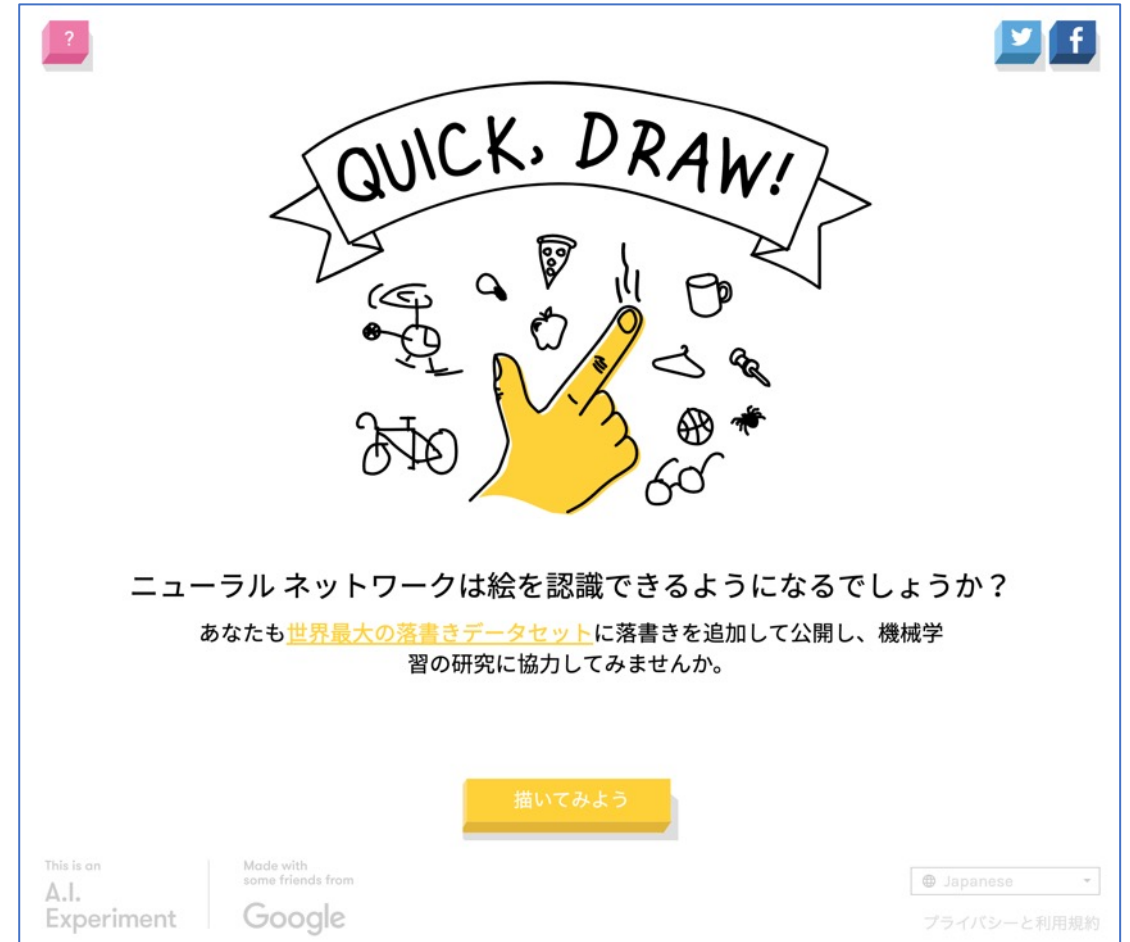 ?
QUICK, DRAW!
ニューラル ネットワークは絵を認識できるようになるでしょうか？
あなたも世界最大の落書きデータセットに落書きを追加して公開し、機械学
習の研究に協力してみませんか。
描いてみよう
This is an
A.I.
Experiment
Made with
some friends from
Google
Japanese
プライバシーと利用規約